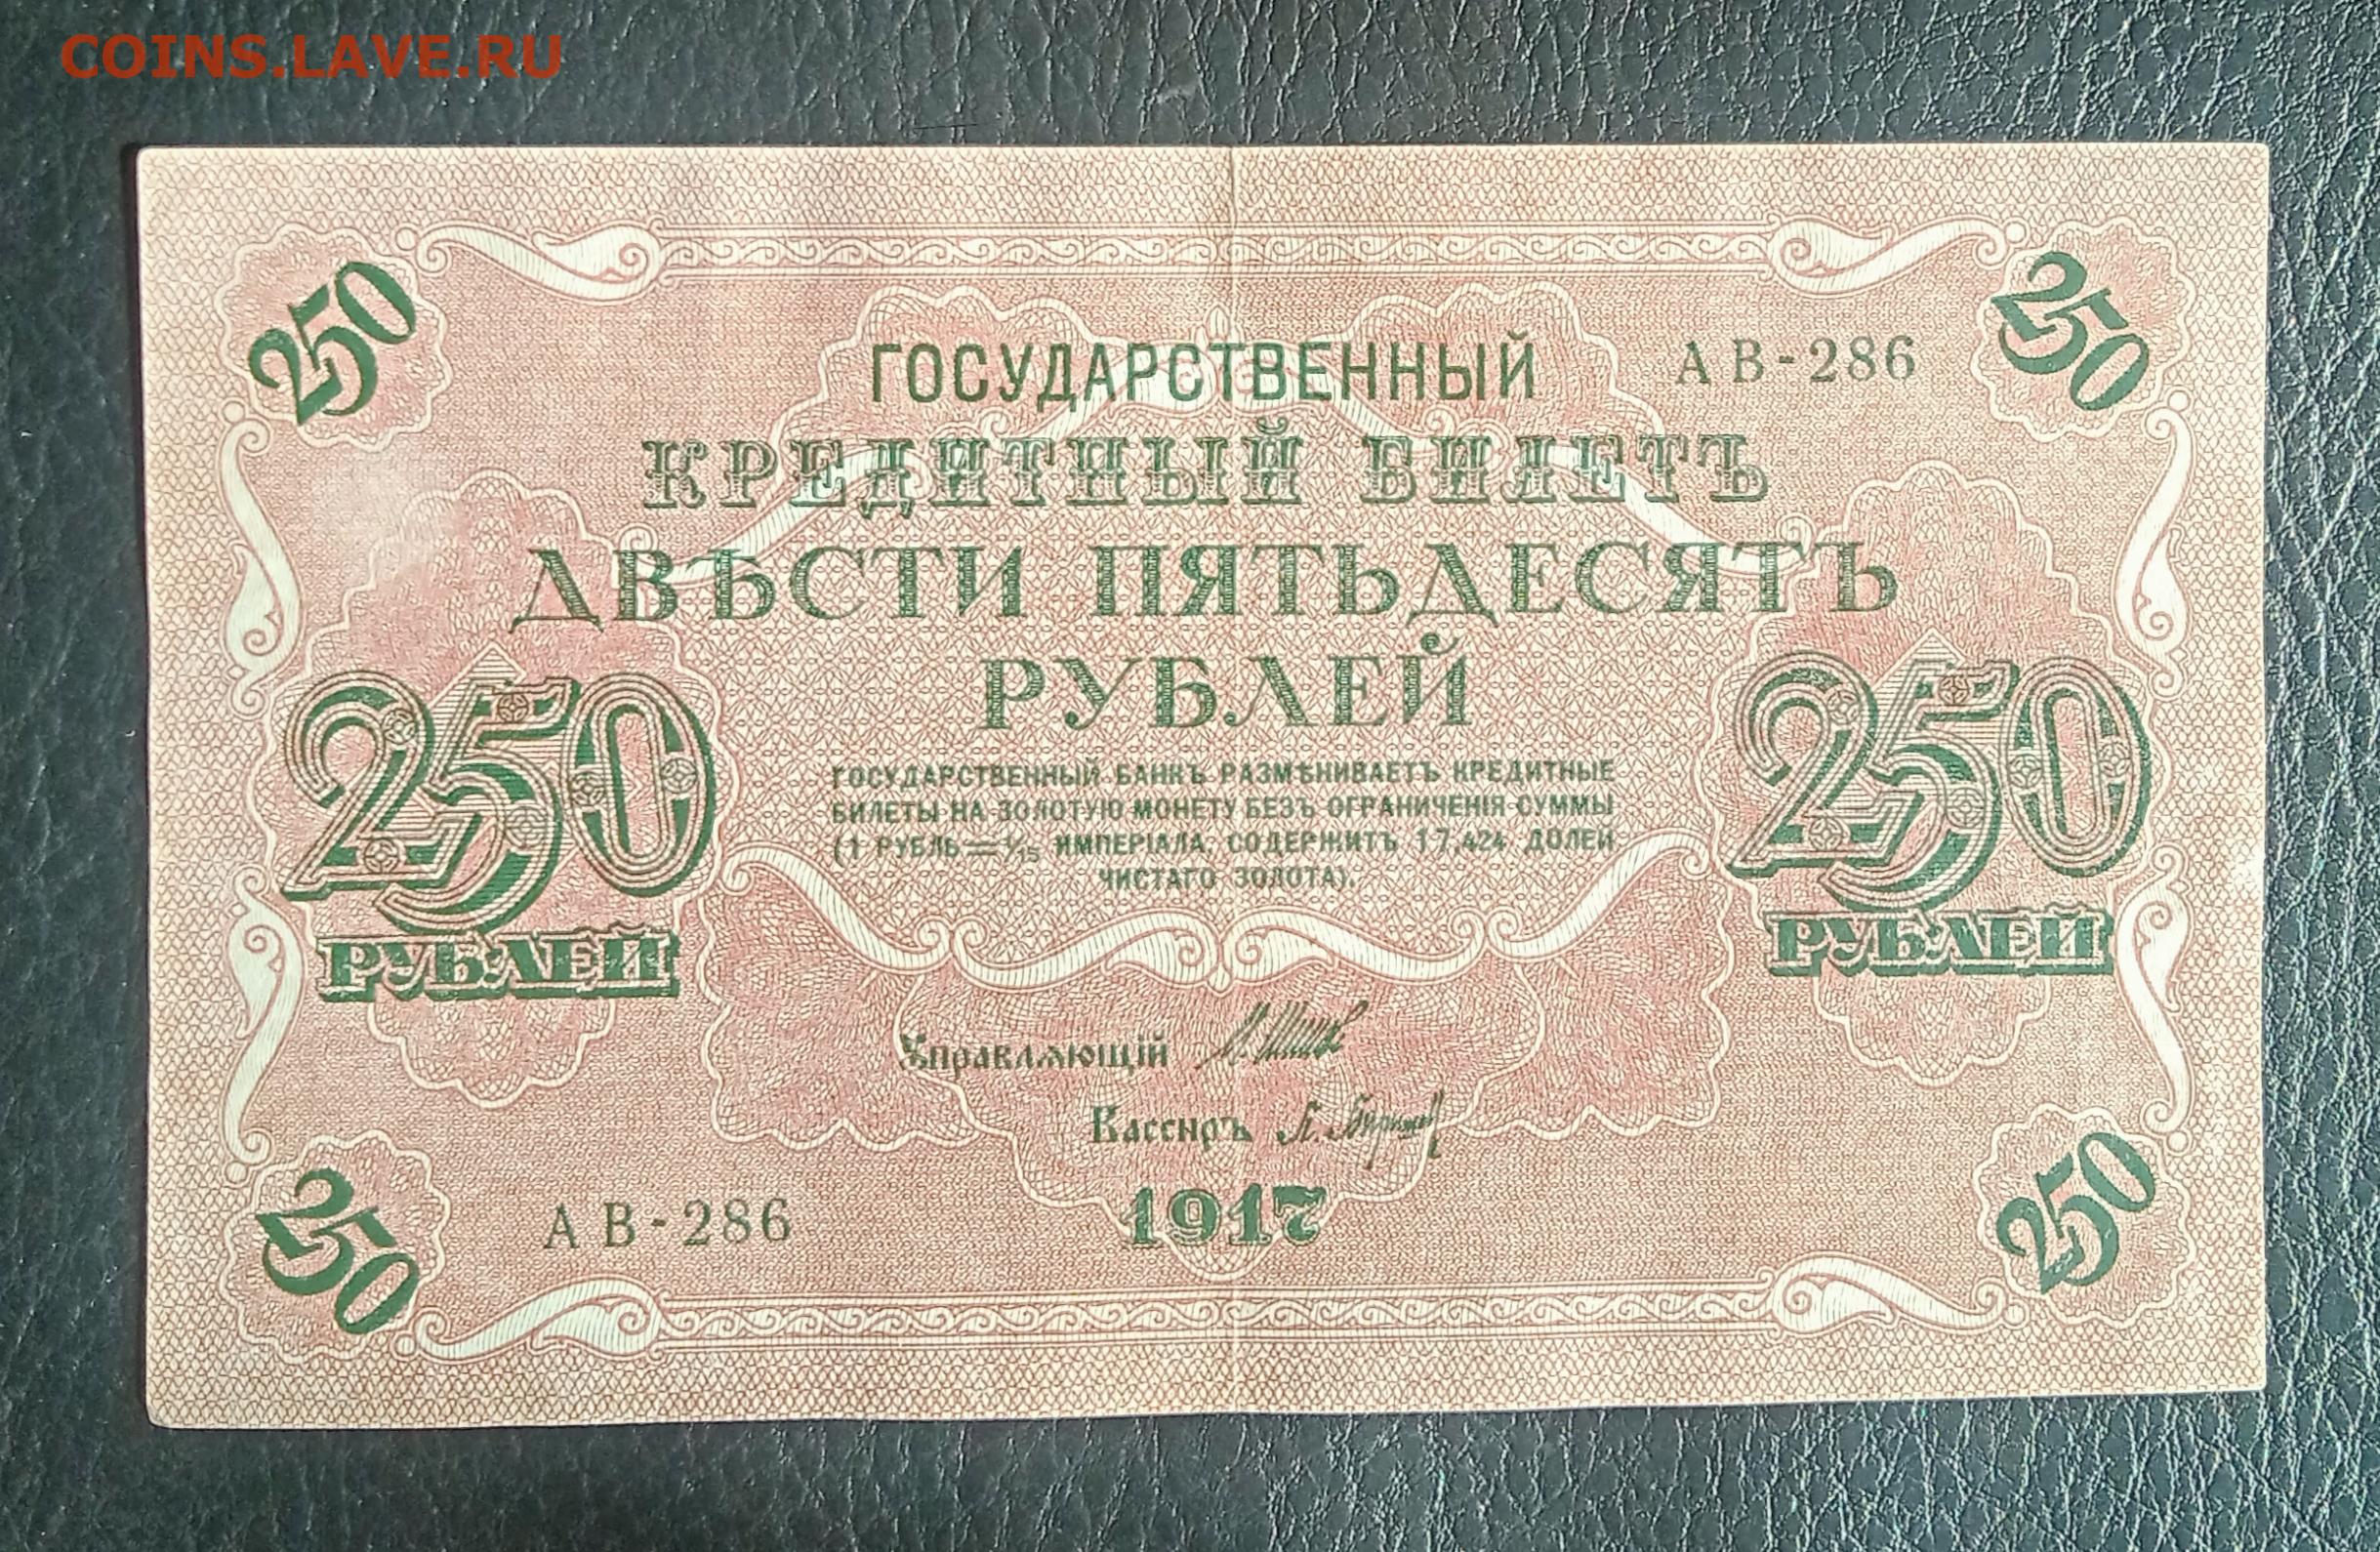 COINS.LAVE.RU
250
250
ГОСУДАРСТВЕННЫЙ
АВ-286
КРЕДИТНЫЙ БИЛЕТЪ
ДВѢСТИ ПЯТЬДЕСЯТЪ
РУБЛЕЙ
250
РУБЛЕЙ
ГОСУДАРСТВЕННЫЙ БАНКЪ РАЗМѢНИВАЕТЪ КРЕДИТНЫЕ
БИЛЕТЫ НА ЗОЛОТУЮ МОНЕТУ БЕЗЪ ОГРАНИЧЕНІЯ СУММЫ
(1 РУБЛЬ=1/15 ИМПЕРІАЛА, СОДЕРЖИТЪ 17,424 ДОЛЕЙ
ЧИСТАГО ЗОЛОТА).
250
РУБЛЕЙ
Управляющій И. Шипов
Кассиръ
АВ-286
1917
250
250